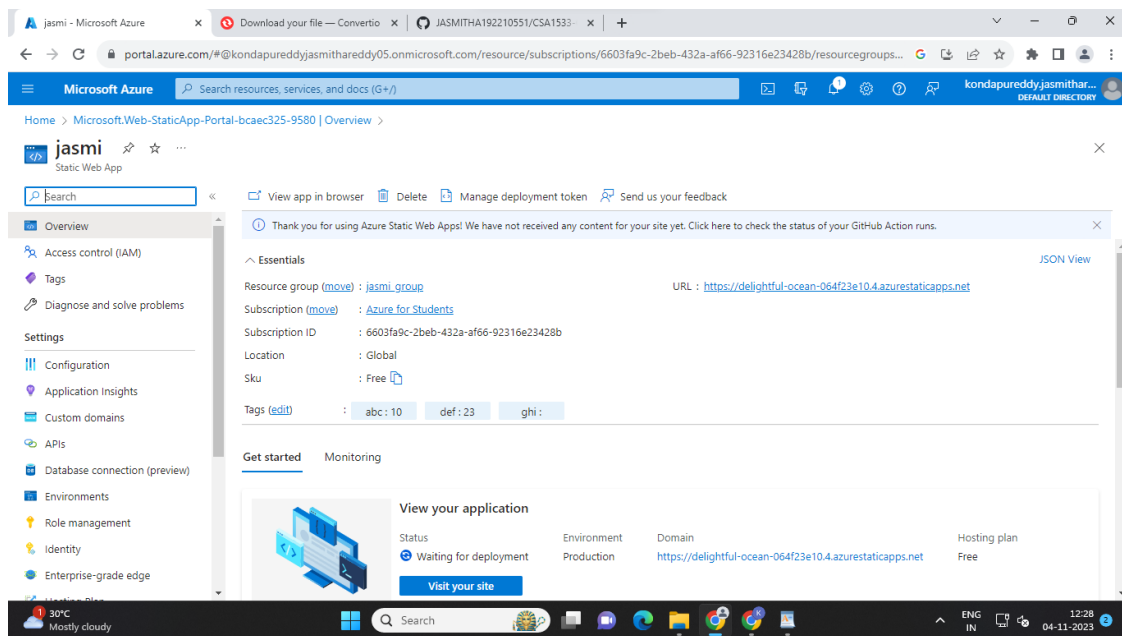 jasmi - Microsoft Azure
Download your file — Convertio
JASMITHA192210551/CSA1533-
portal.azure.com/#@kondapureddyjasmithareddy05.onmicrosoft.com/resource/subscriptions/6603fa9c-2beb-432a-af66-92316e23428b/resourcegroups...
Microsoft Azure
Search resources, services, and docs (G+/)
1
kondapureddy.jasmithar...
DEFAULT DIRECTORY
Home > Microsoft.Web-StaticApp-Portal-bcaec325-9580 | Overview >
jasmi
Static Web App
Search
«
View app in browser Delete Manage deployment token Send us your feedback
Overview
Access control (IAM)
Tags
Diagnose and solve problems
Settings
Configuration
Application Insights
Custom domains
APIs
Database connection (preview)
Environments
Role management
Identity
Enterprise-grade edge
Thank you for using Azure Static Web Apps! We have not received any content for your site yet. Click here to check the status of your GitHub Action runs.
Essentials
JSON View
Resource group (move) : jasmi_group
URL : https://delightful-ocean-064f23e10.4.azurestaticapps.net
Subscription (move) : Azure for Students
Subscription ID : 6603fa9c-2beb-432a-af66-92316e23428b
Location : Global
Sku : Free
Tags (edit) : abc : 10 def : 23 ghi :
Get started Monitoring
View your application
Status Environment Domain Hosting plan
Waiting for deployment Production https://delightful-ocean-064f23e10.4.azurestaticapps.net Free
Visit your site
1
30°C
Mostly cloudy
Search
ENG
IN
12:28
04-11-2023
2